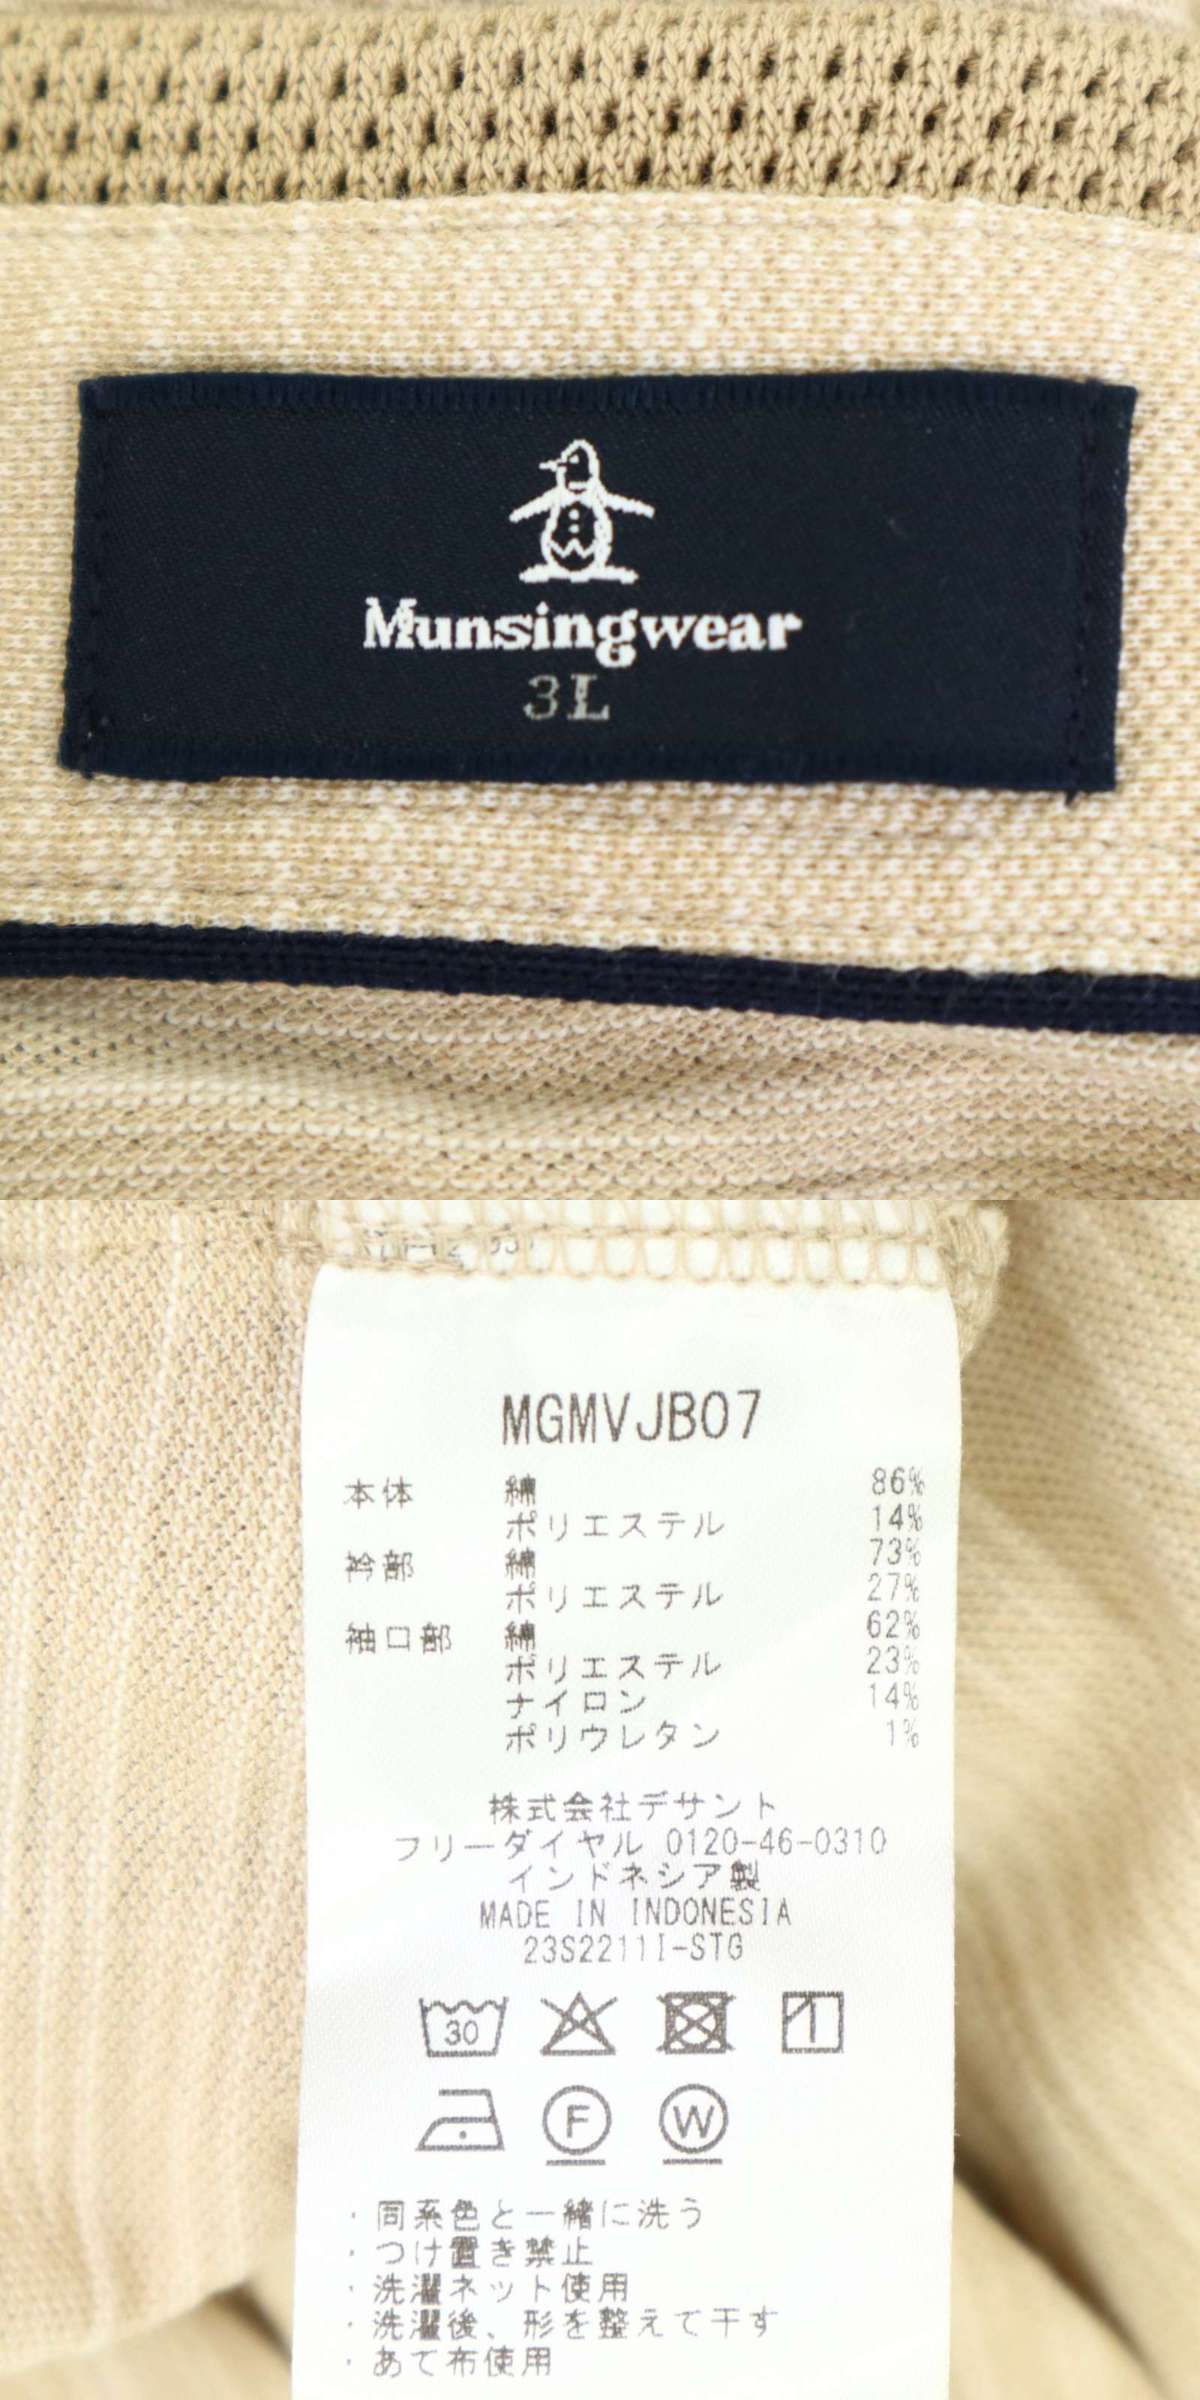 Munsingwear
3L
MGMVJB07
本体 綿 86%
ポリエステル 14%
衿部 綿 73%
ポリエステル 27%
袖口部 綿 62%
ポリエステル 23%
ナイロン 14%
ポリウレタン 1%
株式会社デサント
フリーダイヤル 0120-46-0310
インドネシア製
MADE IN INDONESIA
23S2211I-STG
30
F W
・同系色と一緒に洗う
・つけ置き禁止
・洗濯ネット使用
・洗濯後、形を整えて干す
・あて布使用